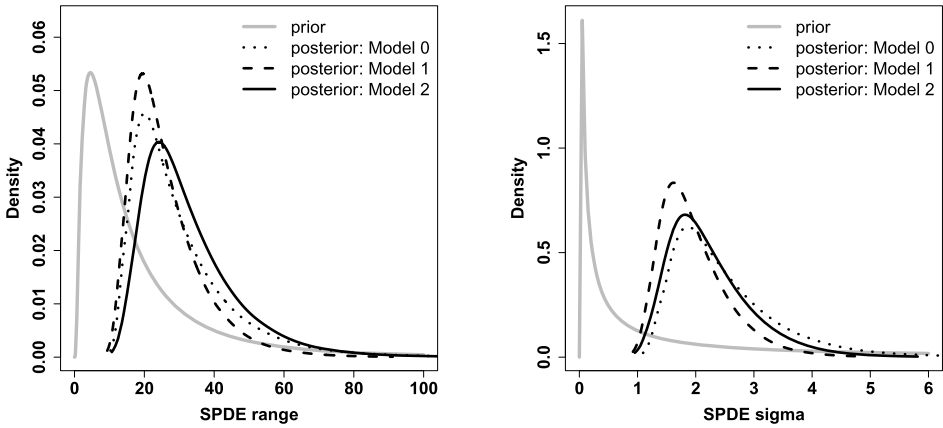 prior
posterior: Model 0
posterior: Model 1
posterior: Model 2
Density
0.00 0.01 0.02 0.03 0.04 0.05 0.06
0 20 40 60 80 100
SPDE range
prior
posterior: Model 0
posterior: Model 1
posterior: Model 2
Density
0.0 0.5 1.0 1.5
0 1 2 3 4 5 6
SPDE sigma